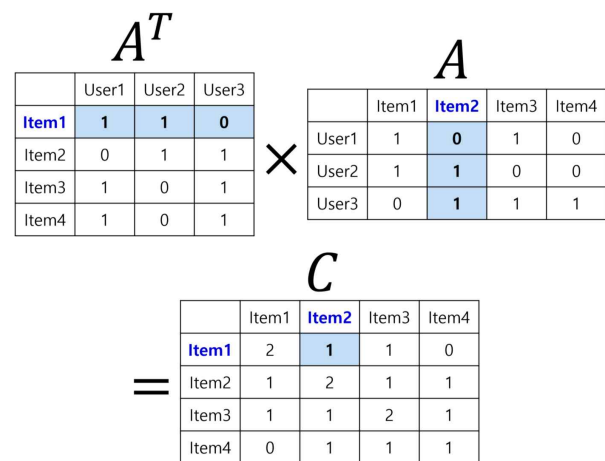 A^T
User1 User2 User3
Item1 1 1 0
Item2 0 1 1
Item3 1 0 1
Item4 1 0 1
×
A
Item1 Item2 Item3 Item4
User1 1 0 1 0
User2 1 1 0 0
User3 0 1 1 1
=
C
Item1 Item2 Item3 Item4
Item1 2 1 1 0
Item2 1 2 1 1
Item3 1 1 2 1
Item4 0 1 1 1